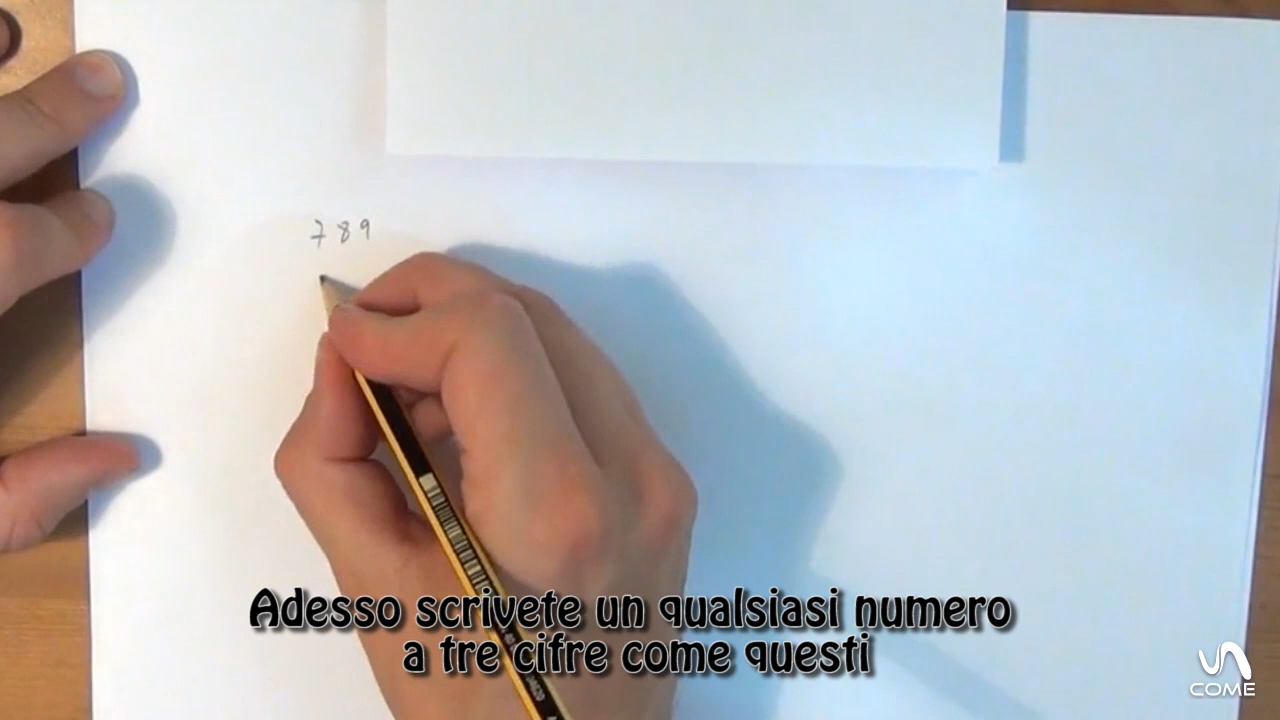 789
Adesso scrivete un qualsiasi numero
a tre cifre come questi
COME